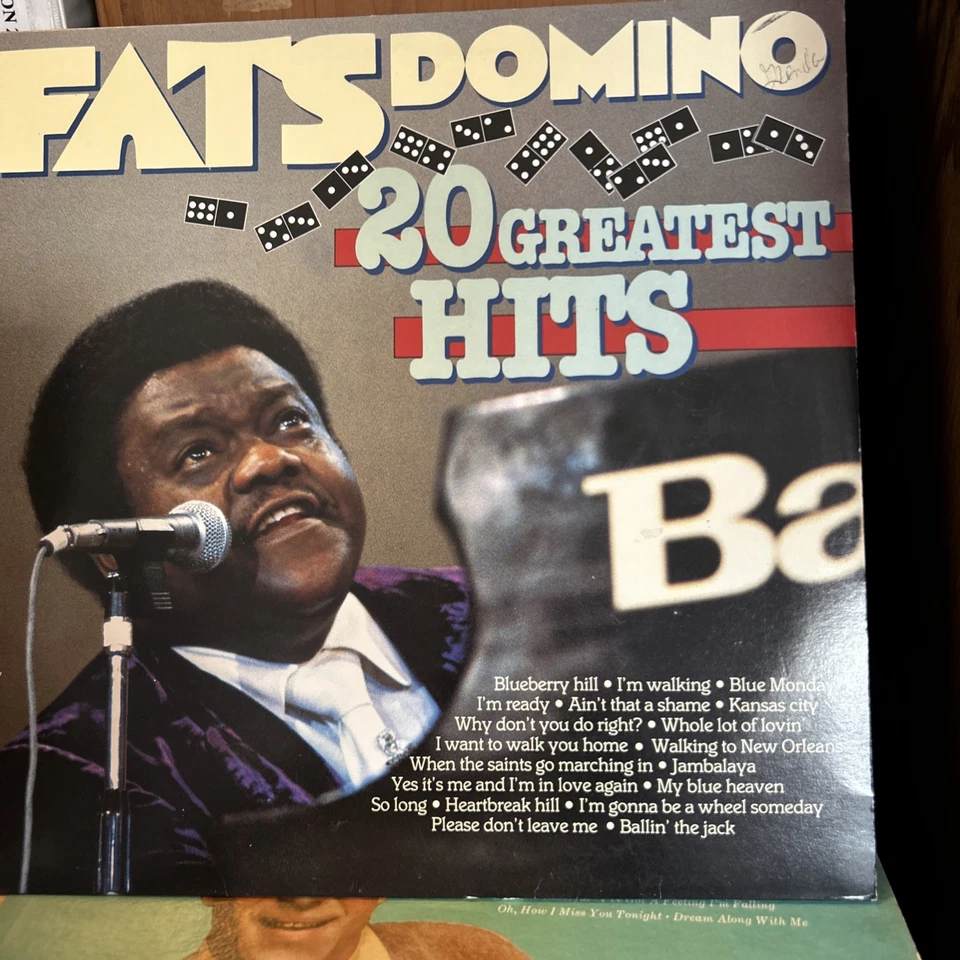 FATS DOMINO
20 GREATEST
HITS
Ba
Blueberry hill • I'm walking • Blue Monday
I'm ready • Ain't that a shame • Kansas city
Why don't you do right? • Whole lot of lovin'
I want to walk you home • Walking to New Orleans
When the saints go marching in • Jambalaya
Yes it's me and I'm in love again • My blue heaven
So long • Heartbreak hill • I'm gonna be a wheel someday
Please don't leave me • Ballin' the jack
A Feeling I'm Falling
Oh, How I Miss You Tonight • Dream Along With Me